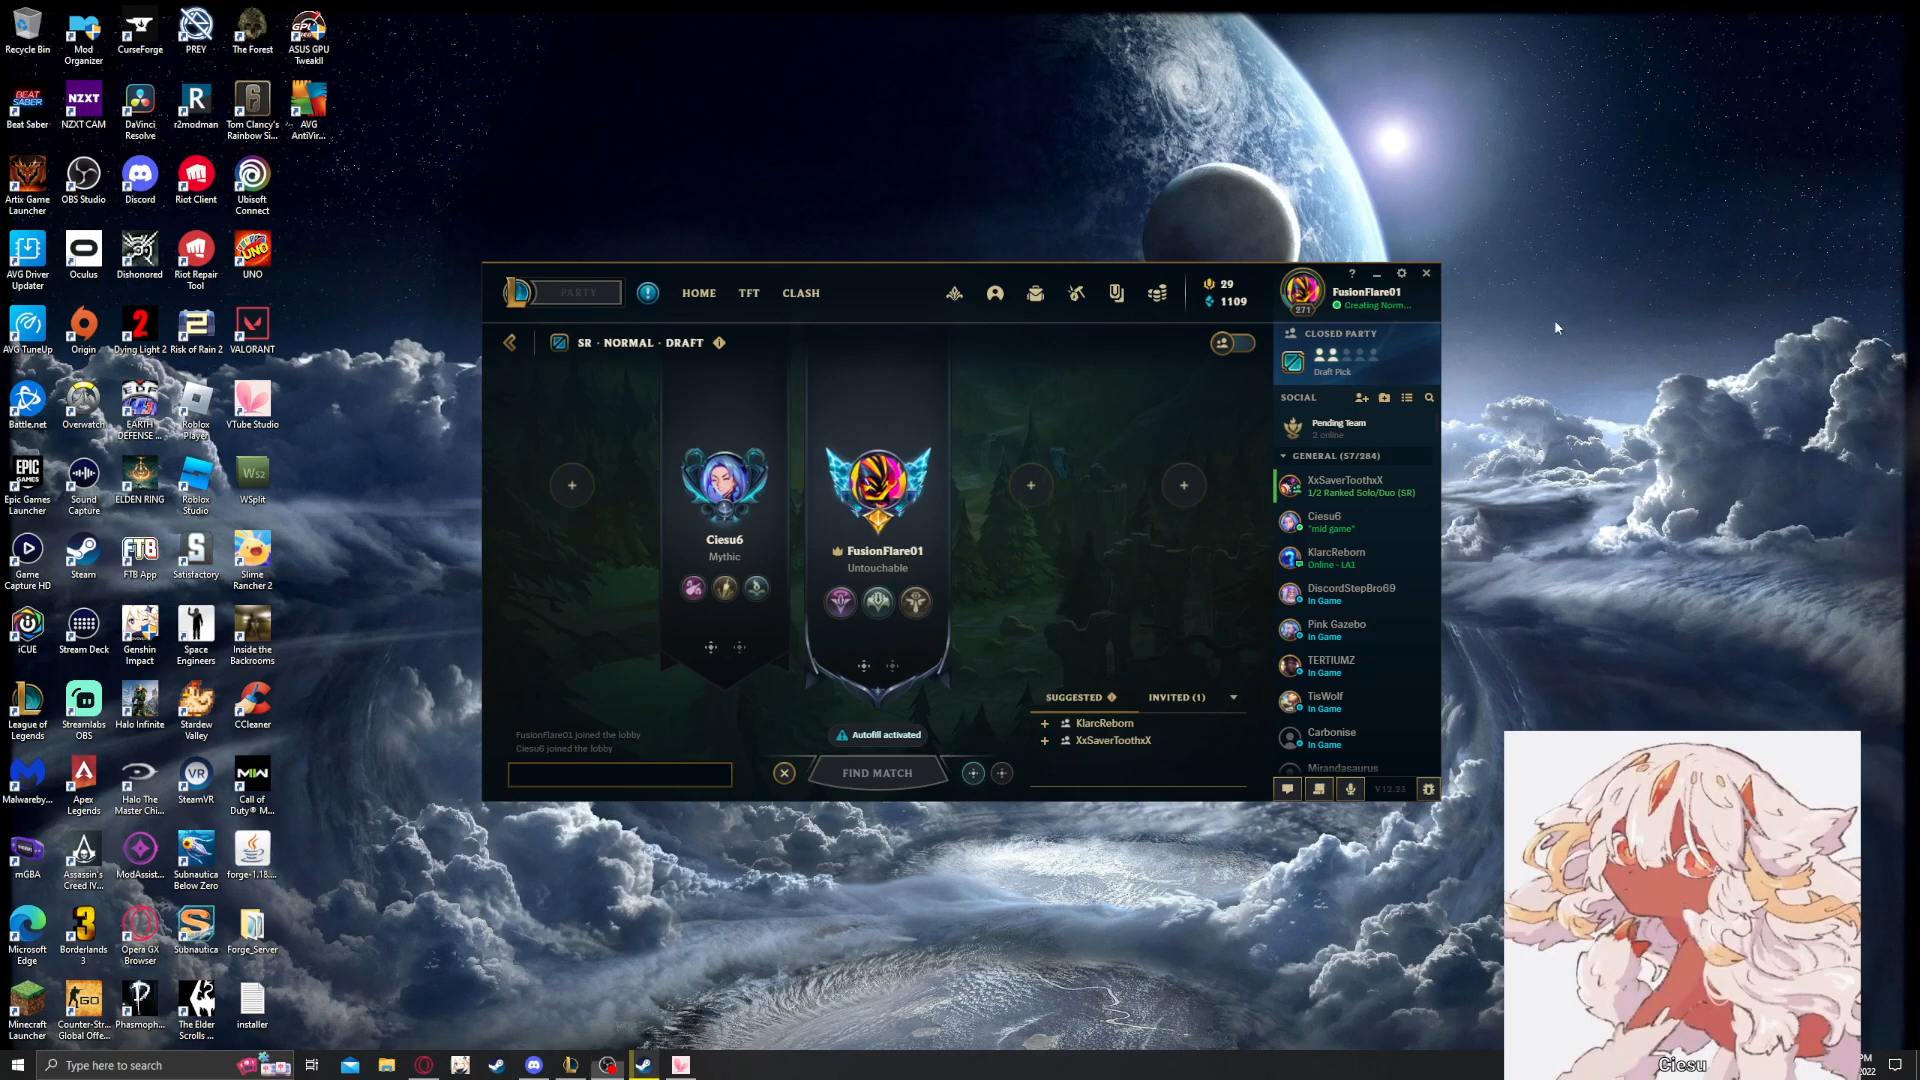 Recycle Bin
Mod Organizer
CurseForge
PREY
The Forest
ASUS GPU TweakII
Beat Saber
NZXT CAM
DaVinci Resolve
r2modman
Tom Clancy's Rainbow Si...
AVG AntiVir...
Artix Game Launcher
OBS Studio
Discord
Riot Client
Ubisoft Connect
AVG Driver Updater
Oculus
Dishonored
Riot Repair Tool
UNO
AVG TuneUp
Origin
Dying Light 2
Risk of Rain 2
VALORANT
Battle.net
Overwatch
EARTH DEFENSE ...
Roblox Player
VTube Studio
Epic Games Launcher
Sound Capture
ELDEN RING
Roblox Studio
WSplit
Game Capture HD
Steam
FTB App
Satisfactory
Slime Rancher 2
iCUE
Stream Deck
Genshin Impact
Space Engineers
Inside the Backrooms
League of Legends
Streamlabs OBS
Halo Infinite
Stardew Valley
CCleaner
Malwareby...
Apex Legends
Halo The Master Chi...
SteamVR
Call of Duty® M...
mGBA
Assassin's Creed IV...
ModAssist...
Subnautica Below Zero
forge-1.18....
Microsoft Edge
Borderlands 3
Opera GX Browser
Subnautica
Forge_Server
Minecraft Launcher
Counter-Str... Global Offe...
Phasmoph...
The Elder Scrolls ...
installer
PARTY
HOME
TFT
CLASH
29
1109
271
FusionFlare01
Creating Norm...
SR · NORMAL · DRAFT
CLOSED PARTY
Draft Pick
SOCIAL
Pending Team
2 online
GENERAL (57/284)
XxSaverToothxX
1/2 Ranked Solo/Duo (SR)
Ciesu6
"mid game"
KlarcReborn
Online - LA1
DiscordStepBro69
In Game
Pink Gazebo
In Game
TERTIUMZ
In Game
TisWolf
In Game
Carbonise
In Game
Mirandasaurus
V12.23
Ciesu6
Mythic
FusionFlare01
Untouchable
FusionFlare01 joined the lobby
Ciesu6 joined the lobby
Autofill activated
FIND MATCH
SUGGESTED
INVITED (1)
KlarcReborn
XxSaverToothxX
Type here to search
Ciesu
PM
2022